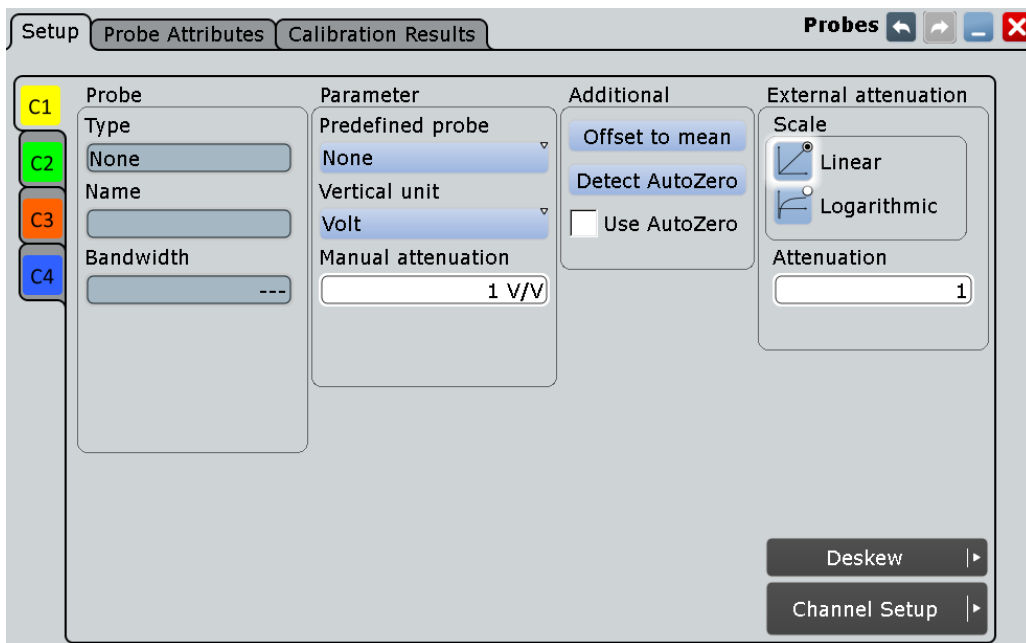 Setup
Probe Attributes
Calibration Results
Probes
C1
C2
C3
C4
Probe
Type
None
Name
Bandwidth
---
Parameter
Predefined probe
None
Vertical unit
Volt
Manual attenuation
1 V/V
Additional
Offset to mean
Detect AutoZero
Use AutoZero
External attenuation
Scale
Linear
Logarithmic
Attenuation
1
Deskew
Channel Setup